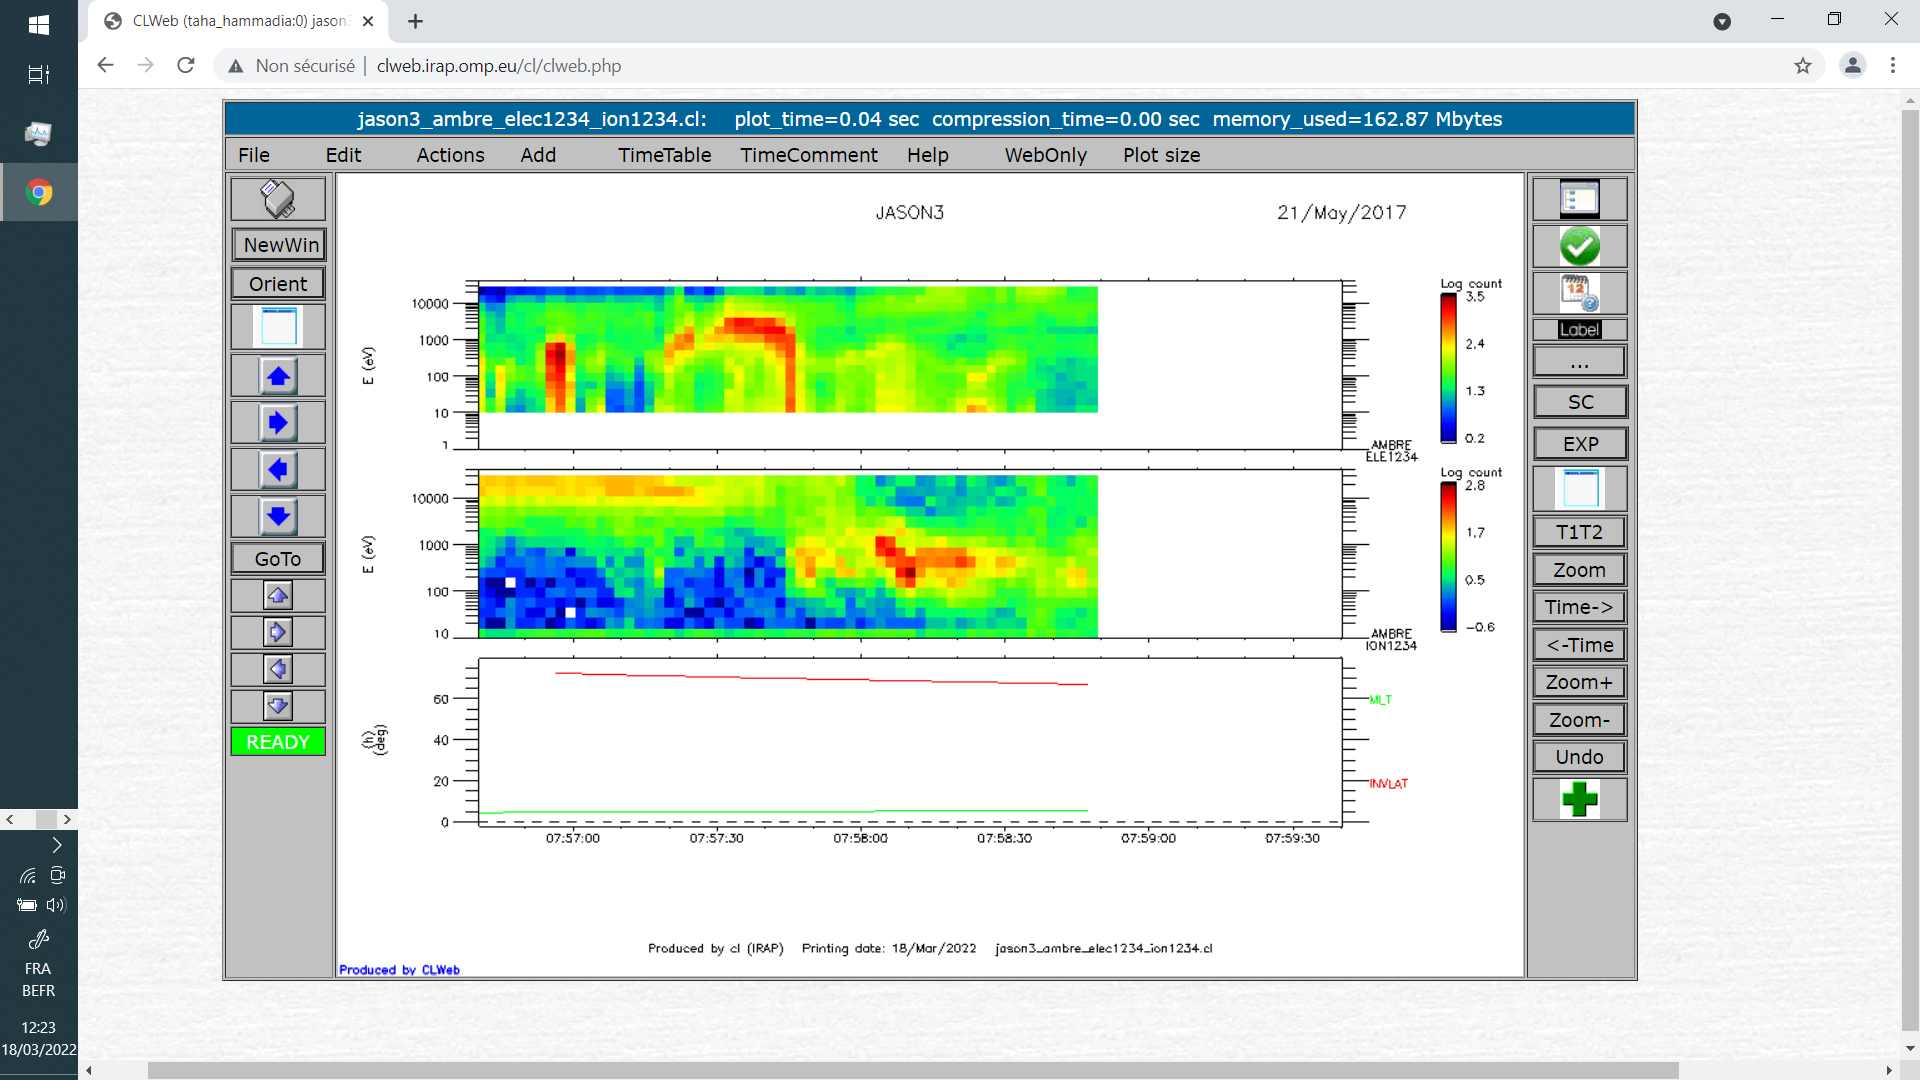 CLWeb (taha_hammadia:0) jason3
Non sécurisé | clweb.irap.omp.eu/cl/clweb.php
jason3_ambre_elec1234_ion1234.cl: plot_time=0.04 sec compression_time=0.00 sec memory_used=162.87 Mbytes
File Edit Actions Add TimeTable TimeComment Help WebOnly Plot size
NewWin
Orient
GoTo
READY
JASON3 21/May/2017
E (eV)
10000
1000
100
10
1
Log count
3.5
2.4
1.3
0.2
AMBRE
ELE1234
E (eV)
10000
1000
100
10
Log count
2.8
1.7
0.5
-0.6
AMBRE
ION1234
(h)
(deg)
60
40
20
0
MLT
INVLAT
07:57:00 07:57:30 07:58:00 07:58:30 07:59:00 07:59:30
Produced by cl (IRAP) Printing date: 18/Mar/2022 jason3_ambre_elec1234_ion1234.cl
Produced by CLWeb
12
Label
...
SC
EXP
T1T2
Zoom
Time->
<-Time
Zoom+
Zoom-
Undo
FRA
BEFR
12:23
18/03/2022